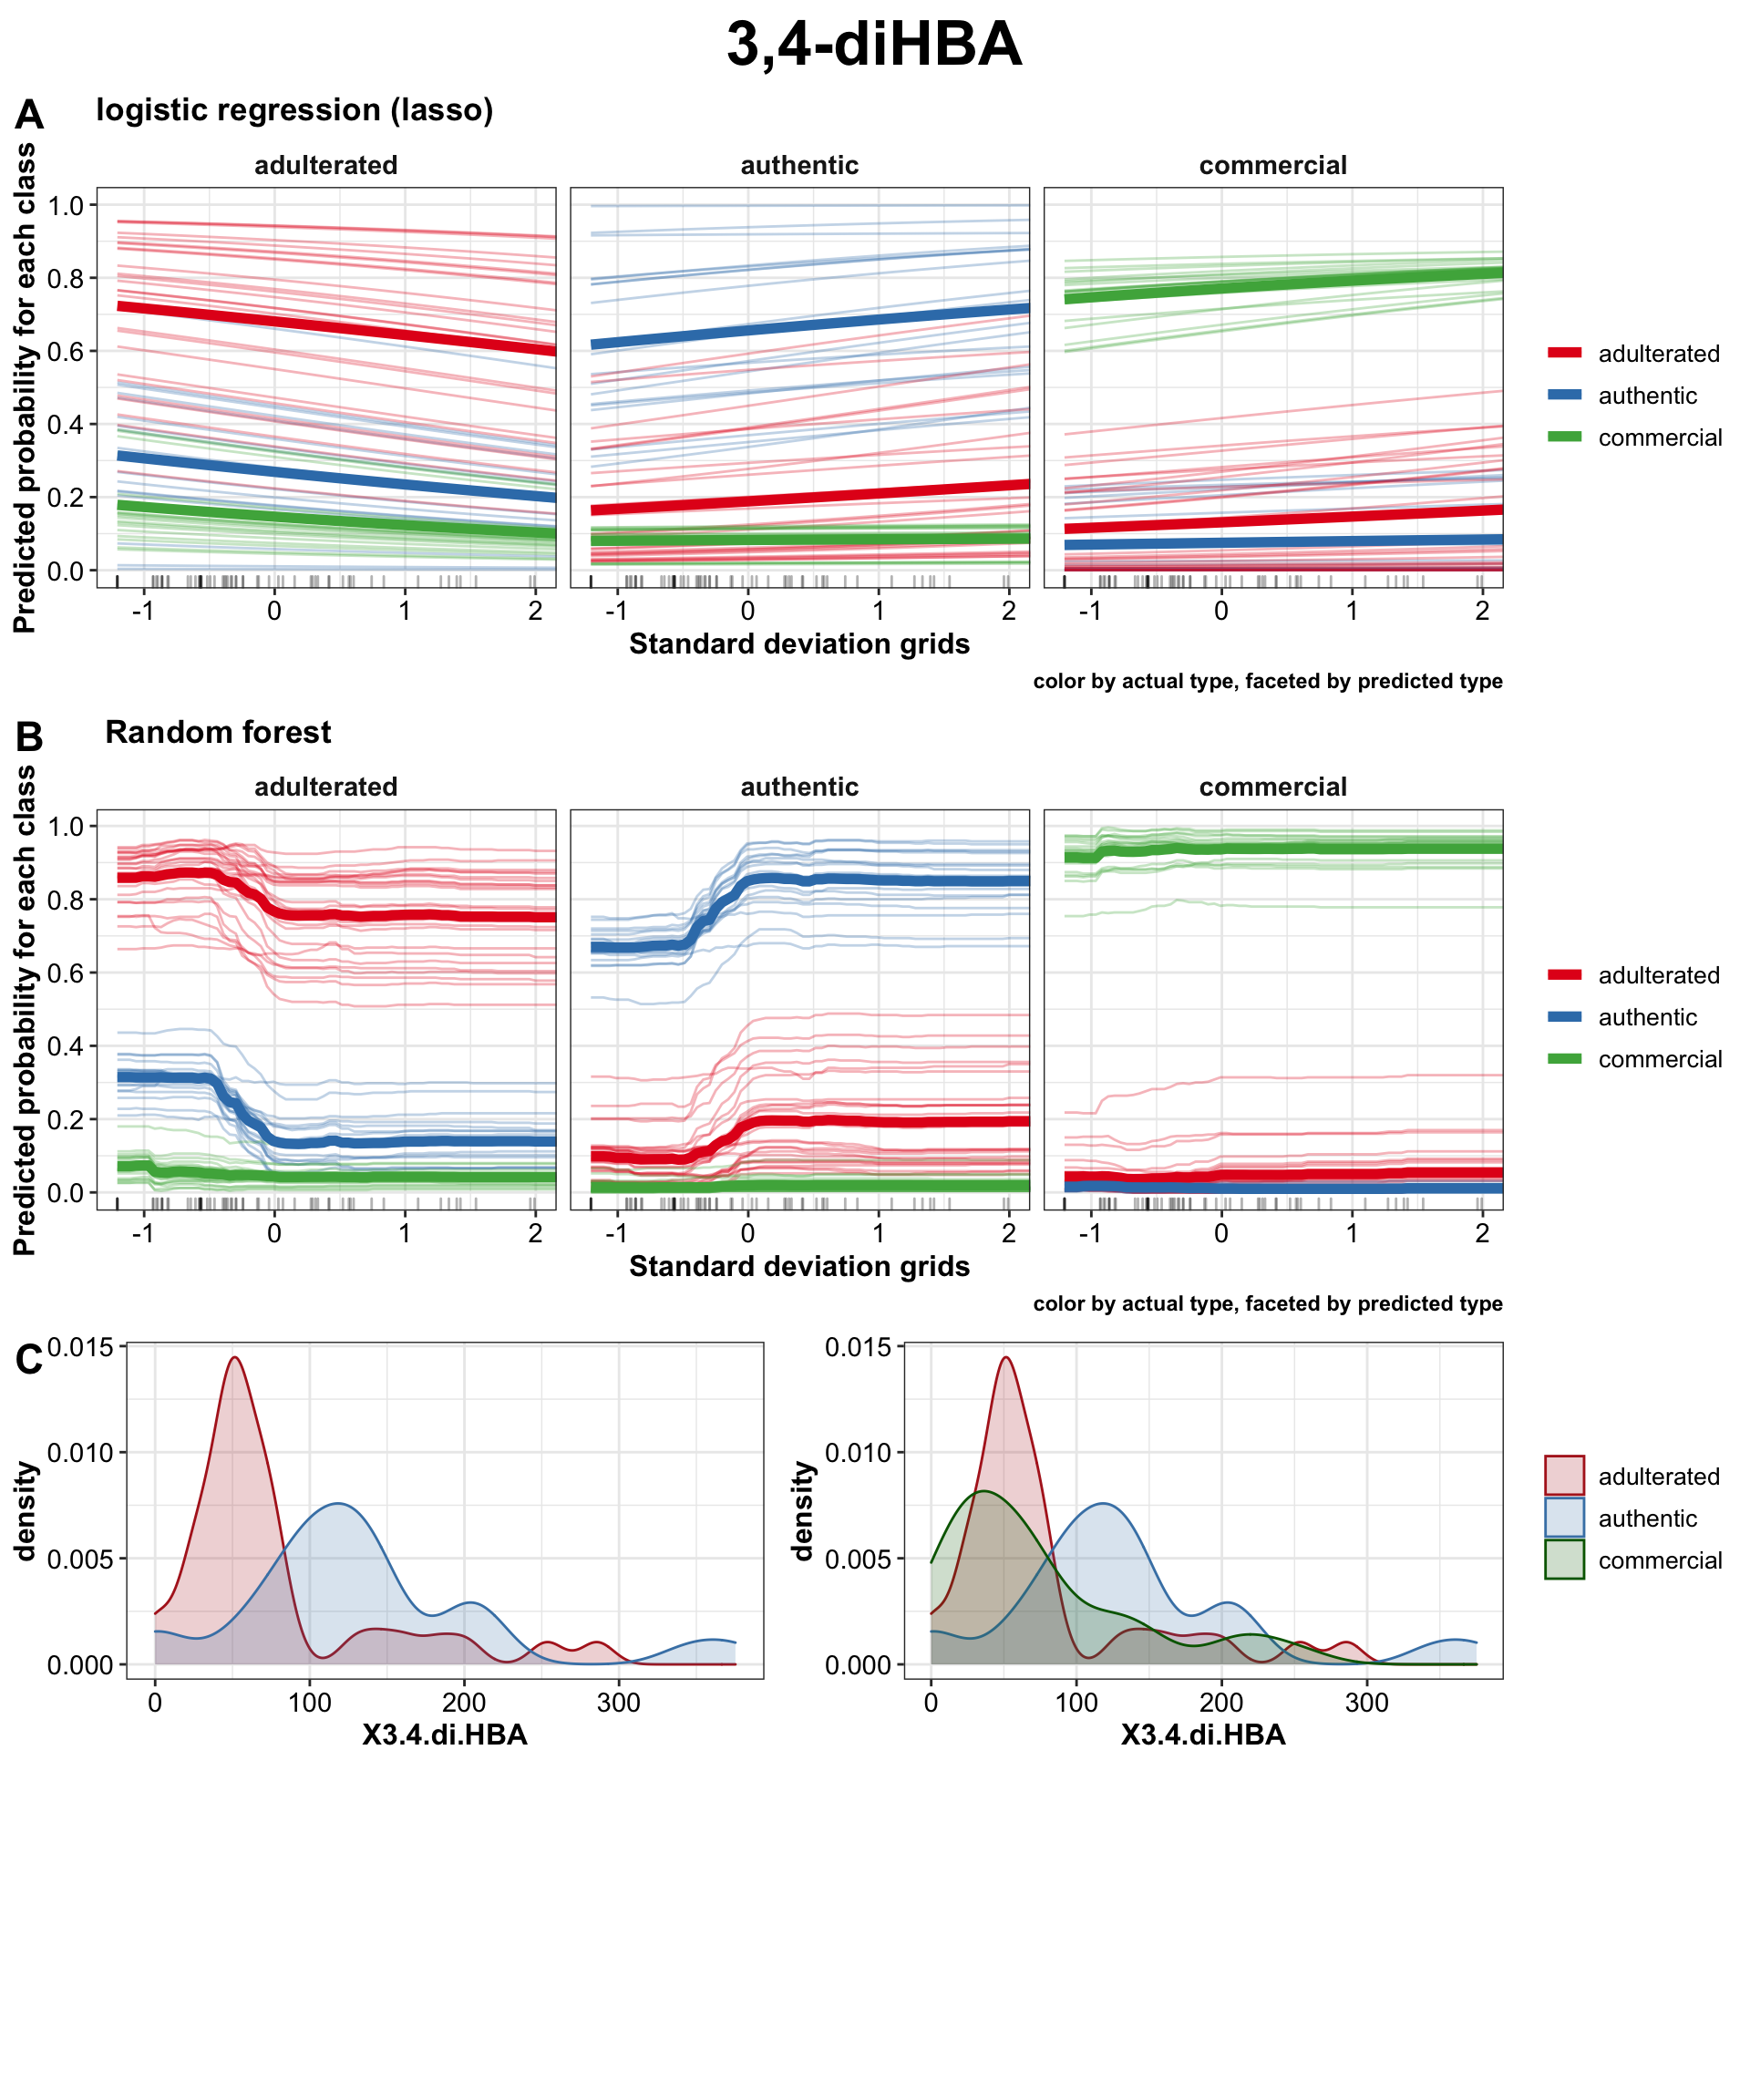 3,4-diHBA
A logistic regression (lasso)
adulterated authentic commercial
Predicted probability for each class
1.0
0.8
0.6
0.4
0.2
0.0
-1 0 1 2 -1 0 1 2 -1 0 1 2
Standard deviation grids
color by actual type, faceted by predicted type
adulterated
authentic
commercial
B Random forest
adulterated authentic commercial
Predicted probability for each class
1.0
0.8
0.6
0.4
0.2
0.0
-1 0 1 2 -1 0 1 2 -1 0 1 2
Standard deviation grids
color by actual type, faceted by predicted type
adulterated
authentic
commercial
C
density
0.015
0.010
0.005
0.000
0 100 200 300
X3.4.di.HBA
density
0.015
0.010
0.005
0.000
0 100 200 300
X3.4.di.HBA
adulterated
authentic
commercial